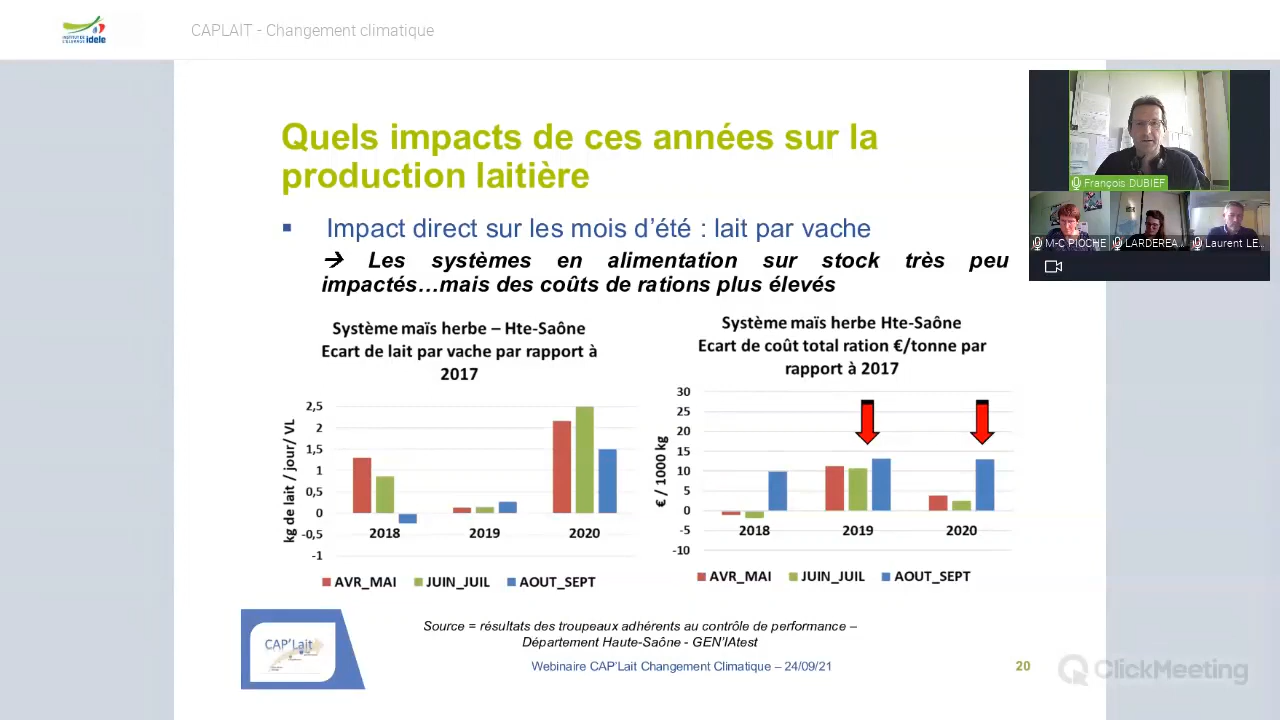 CAPLAIT - Changement climatique
idele
Quels impacts de ces années sur la
production laitière
Impact direct sur les mois d'été : lait par vache
→ Les systèmes en alimentation sur stock très peu
impactés…mais des coûts de rations plus élevés
Système maïs herbe – Hte-Saône
Ecart de lait par vache par rapport à
2017
kg de lait / jour/ VL
2,5
2
1,5
1
0,5
0
-0,5
-1
2018 2019 2020
AVR_MAI JUIN_JUIL AOUT_SEPT
Système maïs herbe Hte-Saône
Ecart de coût total ration €/tonne par
rapport à 2017
€ / 1000 kg
30
25
20
15
10
5
0
-5
-10
2018 2019 2020
AVR_MAI JUIN_JUIL AOUT_SEPT
Source = résultats des troupeaux adhérents au contrôle de performance –
Département Haute-Saône - GEN'IAtest
CAP'Lait
Webinaire CAP'Lait Changement Climatique – 24/09/21
20
ClickMeeting
François DUBIEF
M-C PIOCHE
LARDEREA...
Laurent LE...